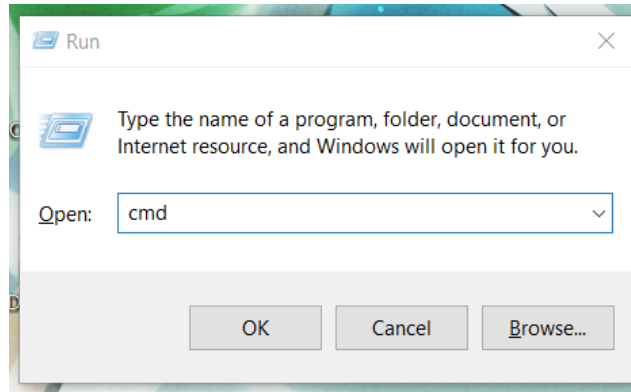 Run
Type the name of a program, folder, document, or
Internet resource, and Windows will open it for you.
Open: cmd
OK Cancel Browse...